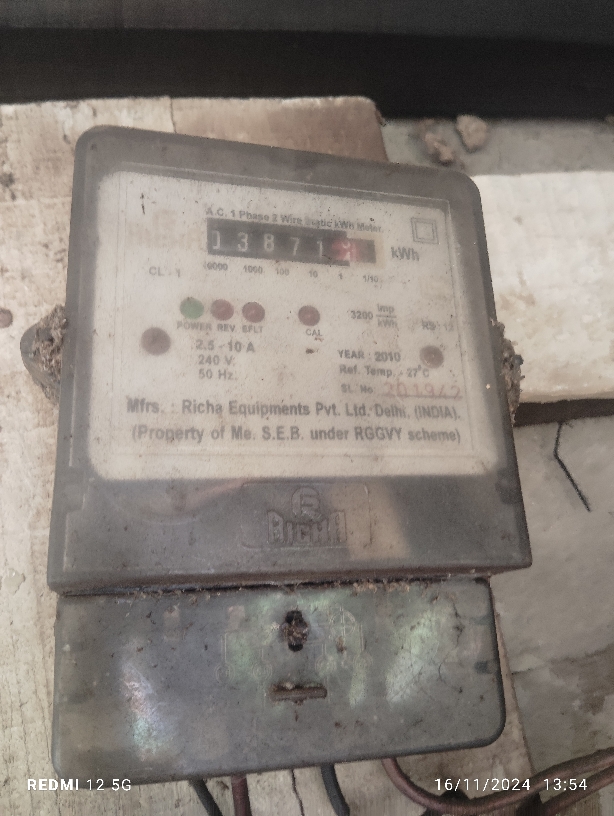 A.C. 1 Phase 2 Wire Static kWh Meter
13871
kWh
CL : 1
10000 1000 100 10 1 1/10
POWER REV EFLT
CAL
3200 imp/kWh
2.5 - 10 A
240 V.
50 Hz.
YEAR : 2010
Ref. Temp. - 27°C
SL. No.
Mfrs. : Richa Equipments Pvt. Ltd. Delhi. (INDIA).
(Property of Me. S.E.B. under RGGVY scheme)
RICHA
REDMI 12 5G
16/11/2024 13:54